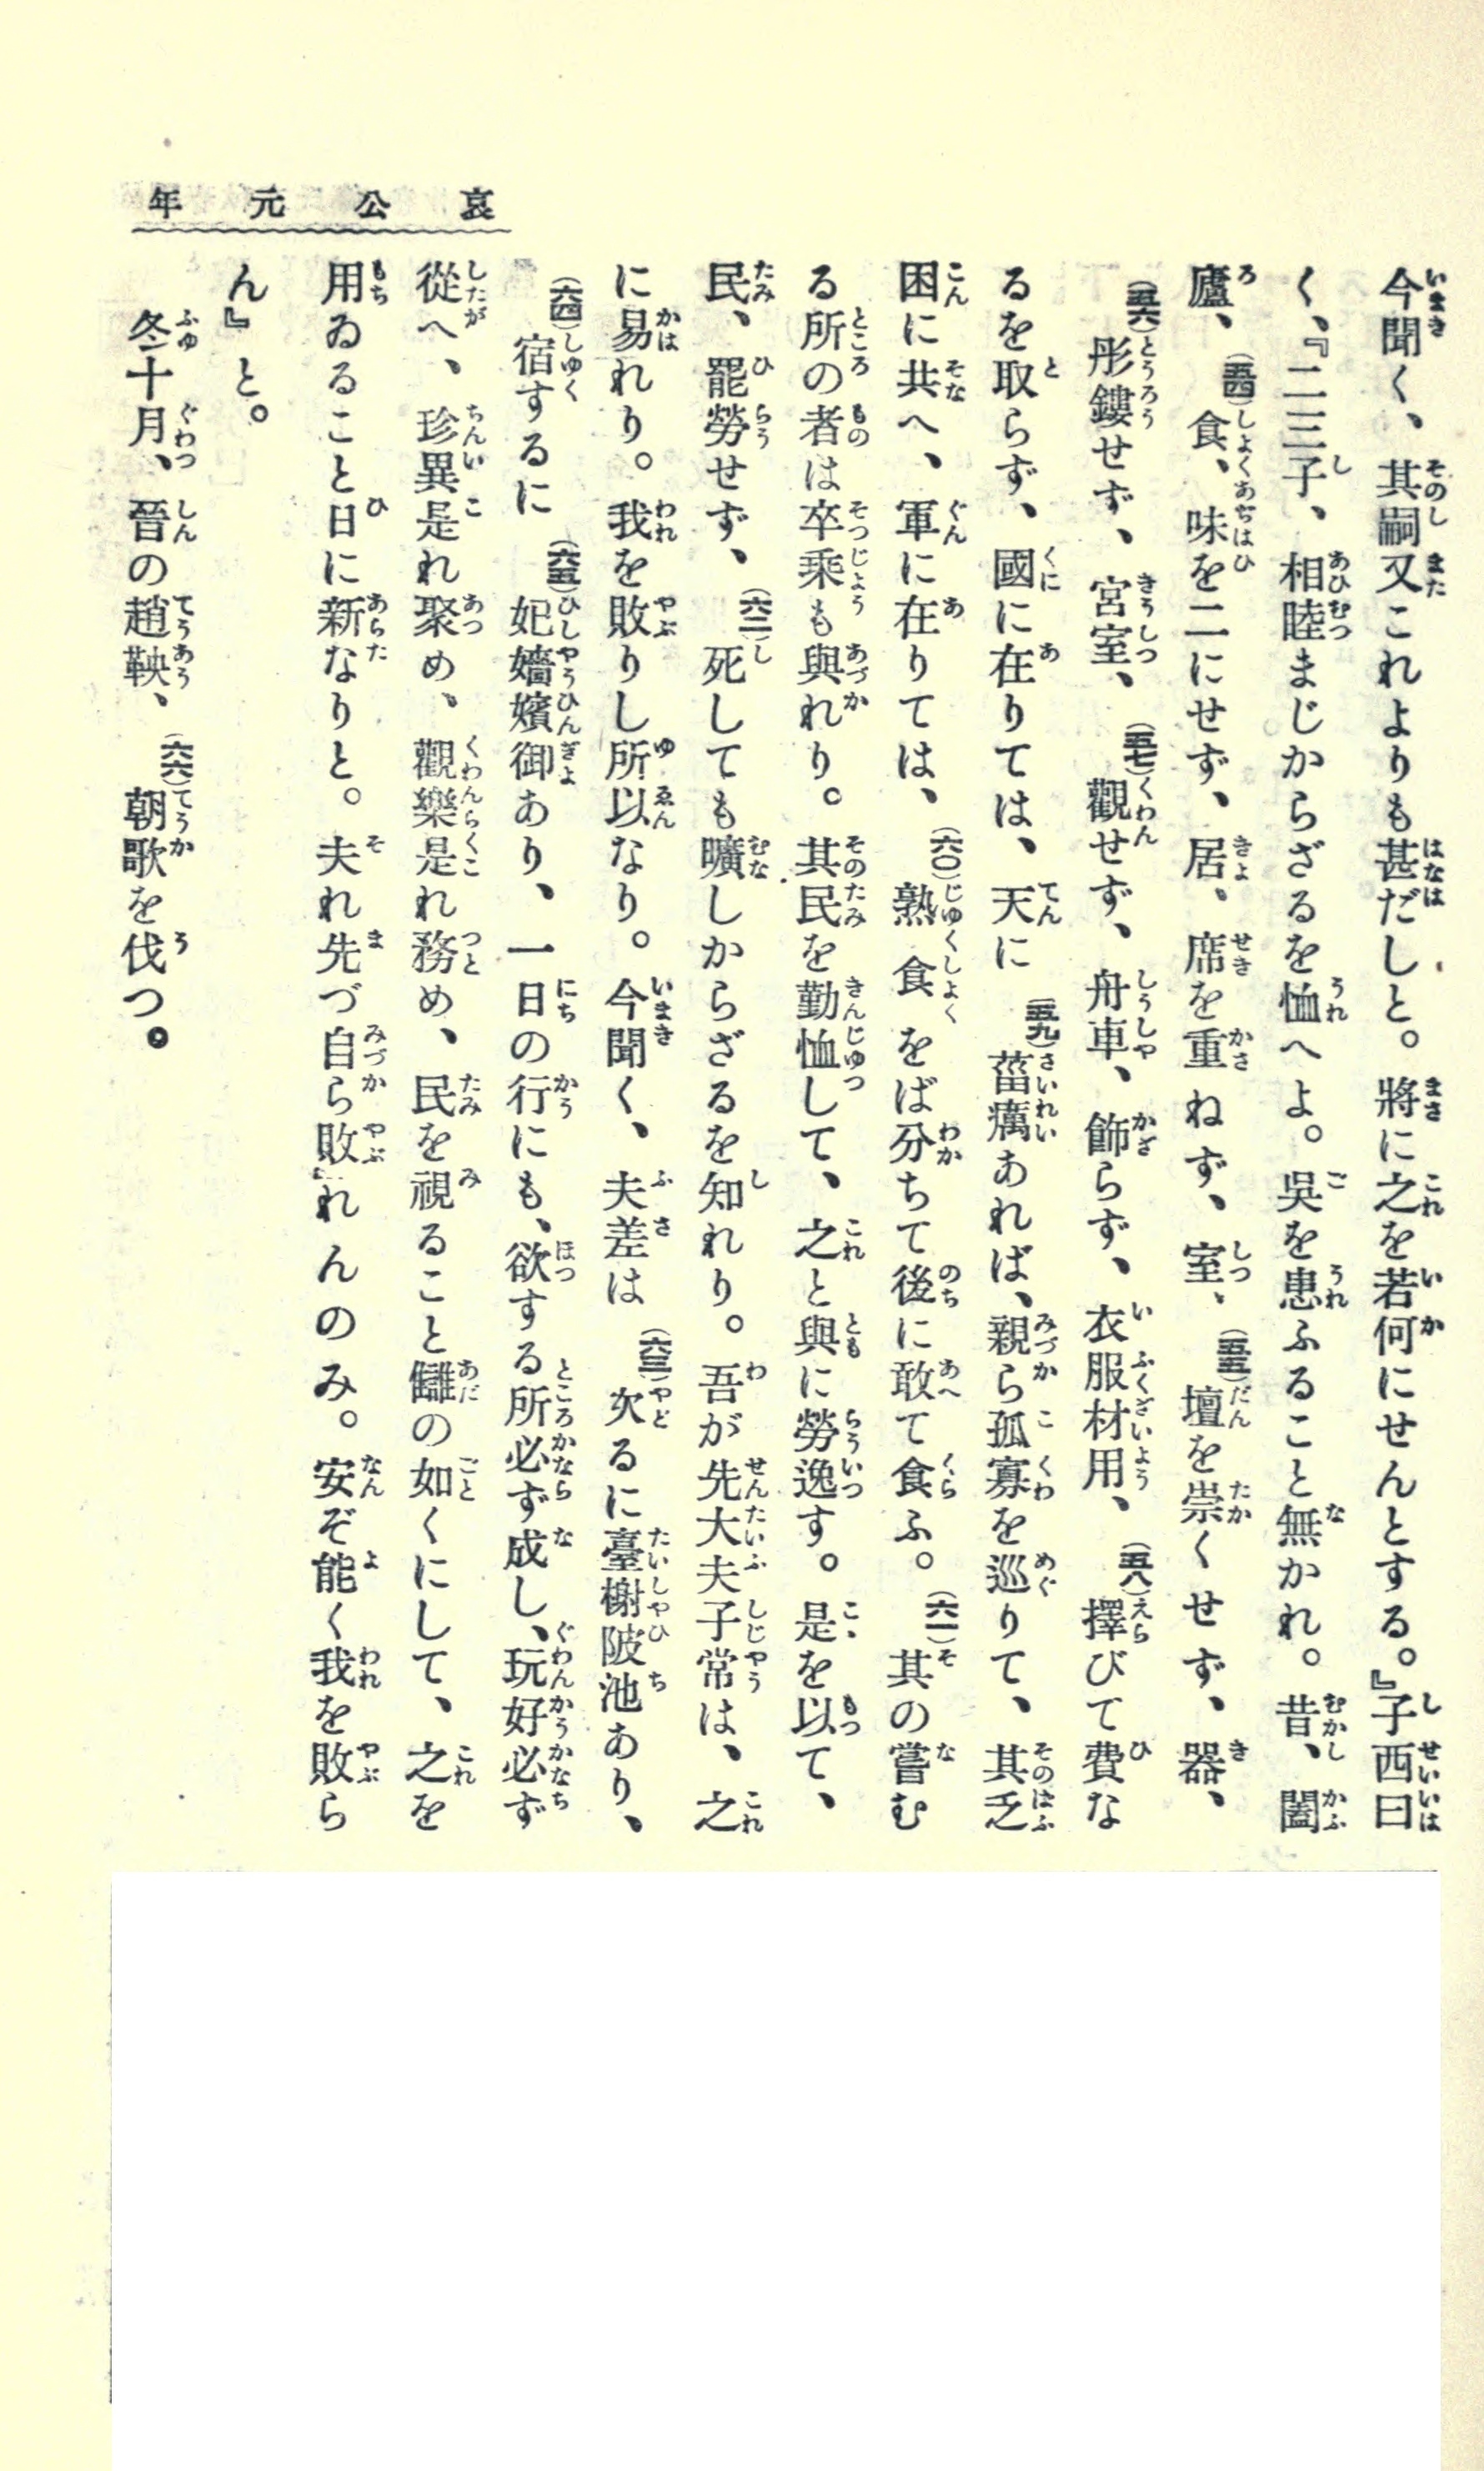 哀公元年
今聞く、其嗣又これよりも甚だしと。將に之を若何にせんとする。』子西曰
く、『二三子、相睦まじからざるを恤へよ。吳を患ふること無かれ。昔、闔
廬、(五四)食、味を二にせず、居、席を重ねず、室、(五五)壇を崇くせず、器、
(五六)彤鏤せず、宮室、(五七)觀せず、舟車、飾らず、衣服材用、(五八)擇びて費な
るを取らず、國に在りては、天に(五九)菑癘あれば、親ら孤寡を巡りて、其乏
困に共へ、軍に在りては、(六〇)熟食をば分ちて後に敢て食ふ。(六一)其の嘗む
る所の者は卒乘も與れり。其民を勤恤して、之と與に勞逸す。是を以て、
民、罷勞せず、(六二)死しても曠しからざるを知れり。吾が先大夫子常は、之
に易れり。我を敗りし所以なり。今聞く、夫差は(六三)次るに臺榭陂池あり、
(六四)宿するに(六五)妃嬙嬪御あり、一日の行にも、欲する所必ず成し、玩好必ず
從へ、珍異是れ聚め、觀樂是れ務め、民を視ること讎の如くにして、之を
用ゐること日に新なりと。夫れ先づ自ら敗れんのみ。安ぞ能く我を敗ら
ん』と。
冬十月、晉の趙鞅、(六六)朝歌を伐つ。